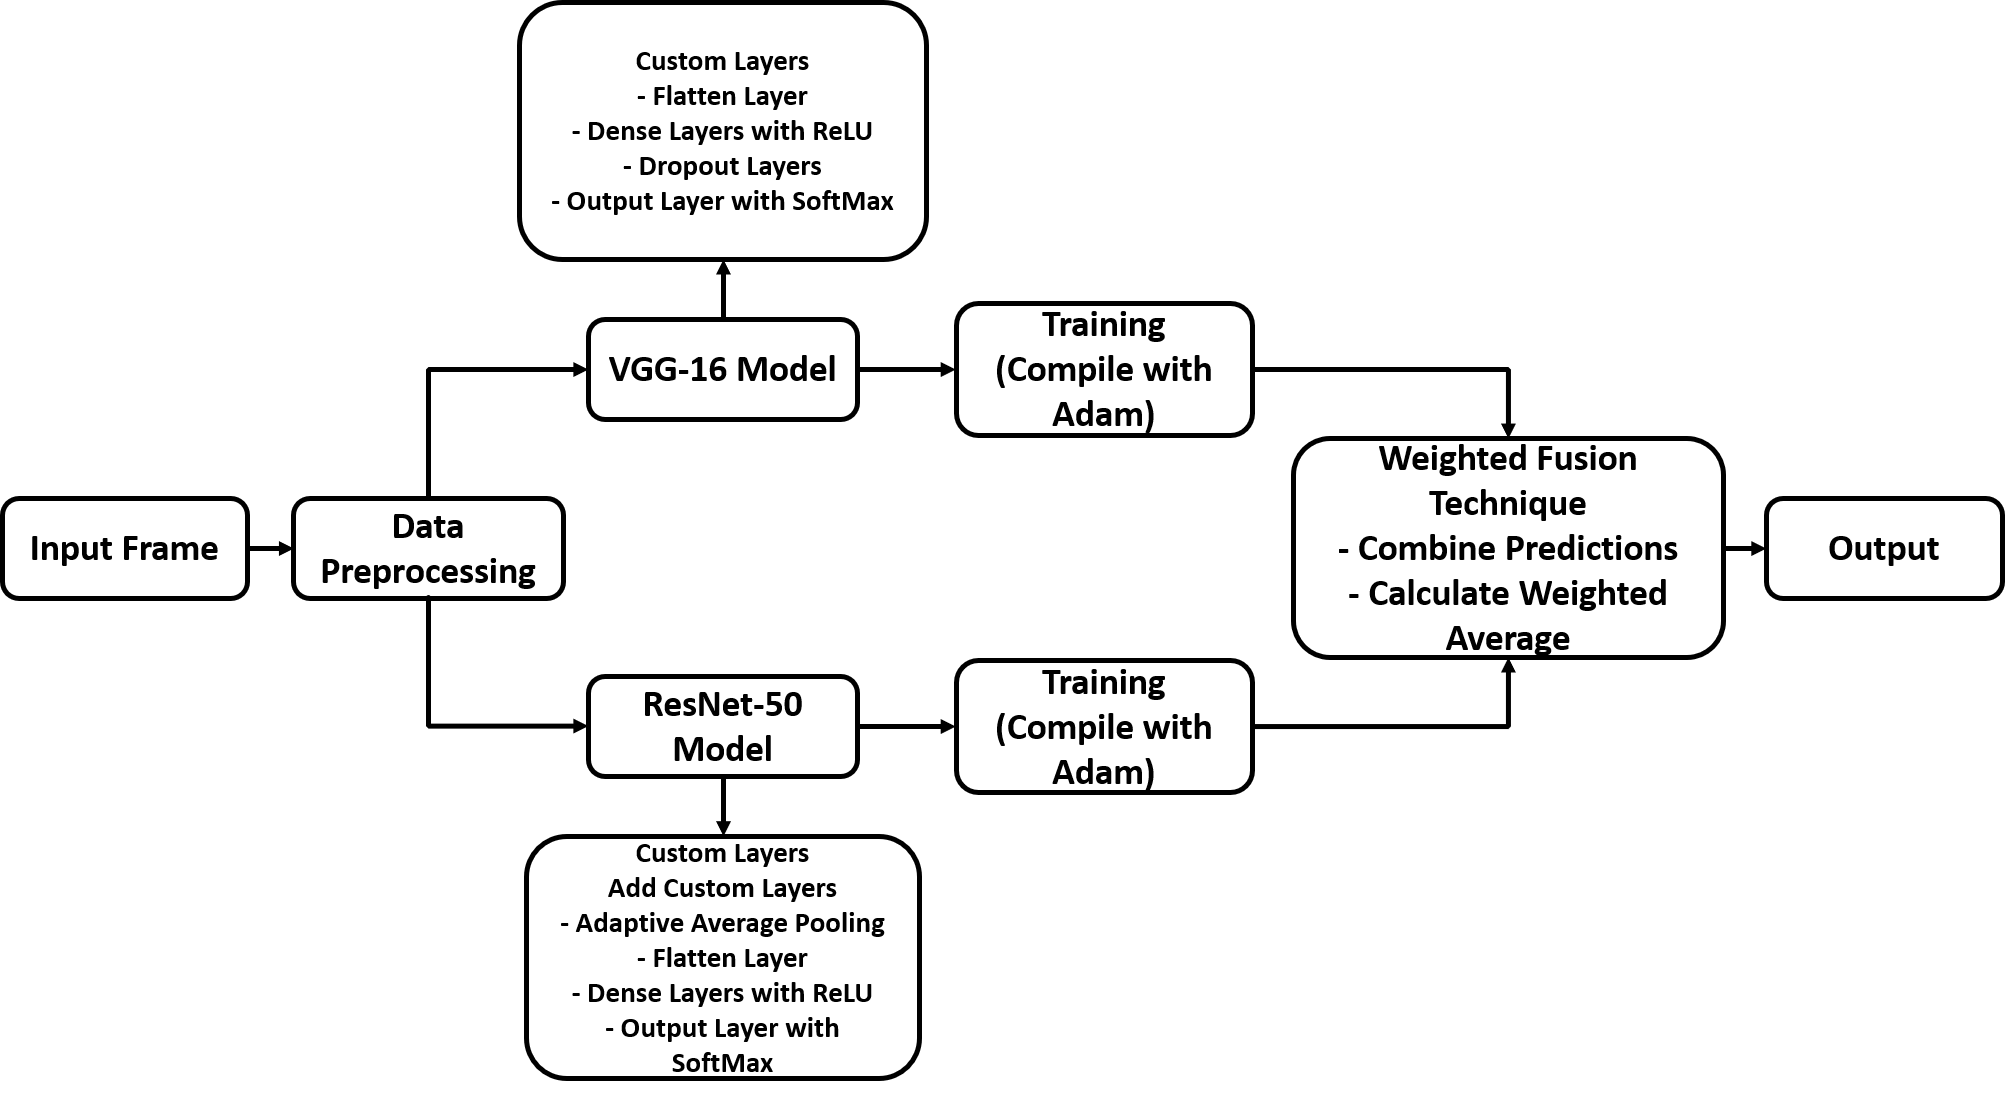 Custom Layers
- Flatten Layer
- Dense Layers with ReLU
- Dropout Layers
- Output Layer with SoftMax
VGG-16 Model
Training
(Compile with
Adam)
Input Frame
Data
Preprocessing
Weighted Fusion
Technique
- Combine Predictions
- Calculate Weighted
Average
Output
ResNet-50
Model
Training
(Compile with
Adam)
Custom Layers
Add Custom Layers
- Adaptive Average Pooling
- Flatten Layer
- Dense Layers with ReLU
- Output Layer with
SoftMax